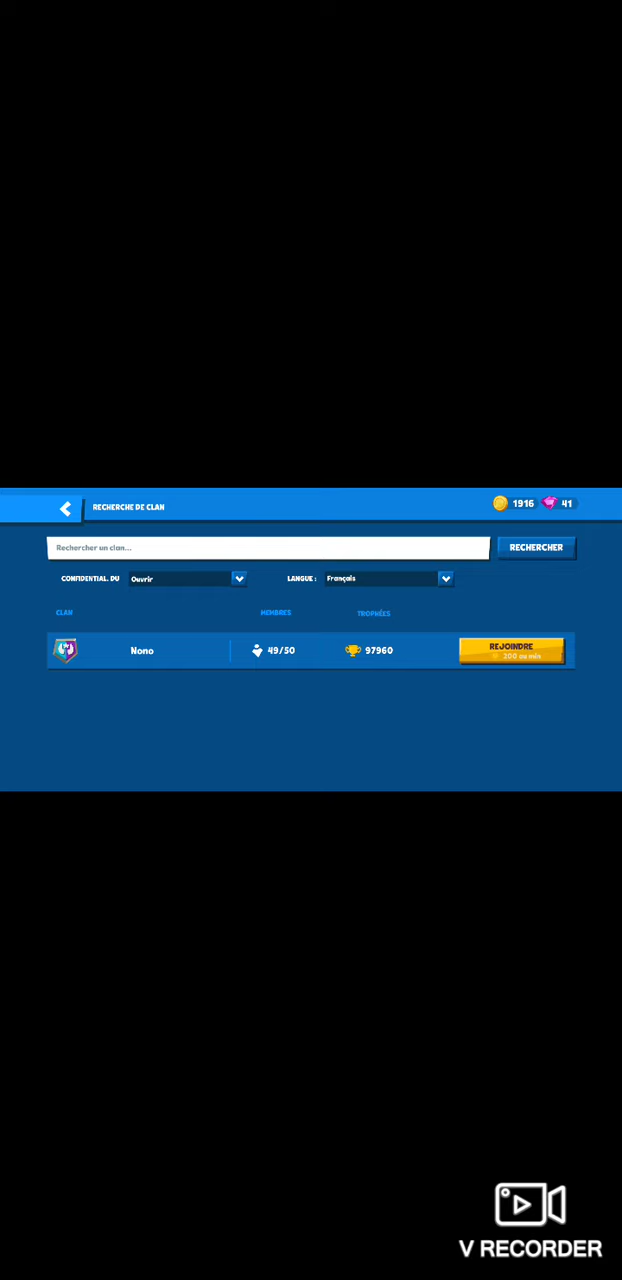 RECHERCHE DE CLAN
1916
41
Rechercher un clan...
RECHERCHER
CONFIDENTIAL. DU
Ouvrir
LANGUE :
Français
CLAN
MEMBRES
TROPHÉES
Nono
49/50
97960
REJOINDRE
200 au min
V RECORDER